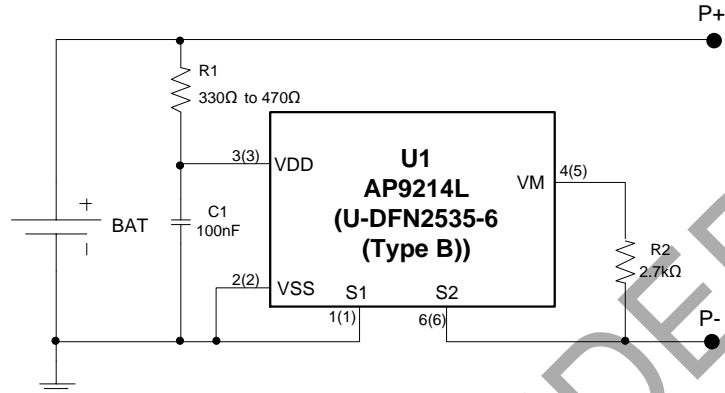 P+
R1
330Ω to 470Ω
3(3)
VDD
U1
AP9214L
(U-DFN2535-6
(Type B))
VM
4(5)
+
BAT
–
C1
100nF
R2
2.7kΩ
2(2)
VSS
S1
S2
1(1)
6(6)
P-